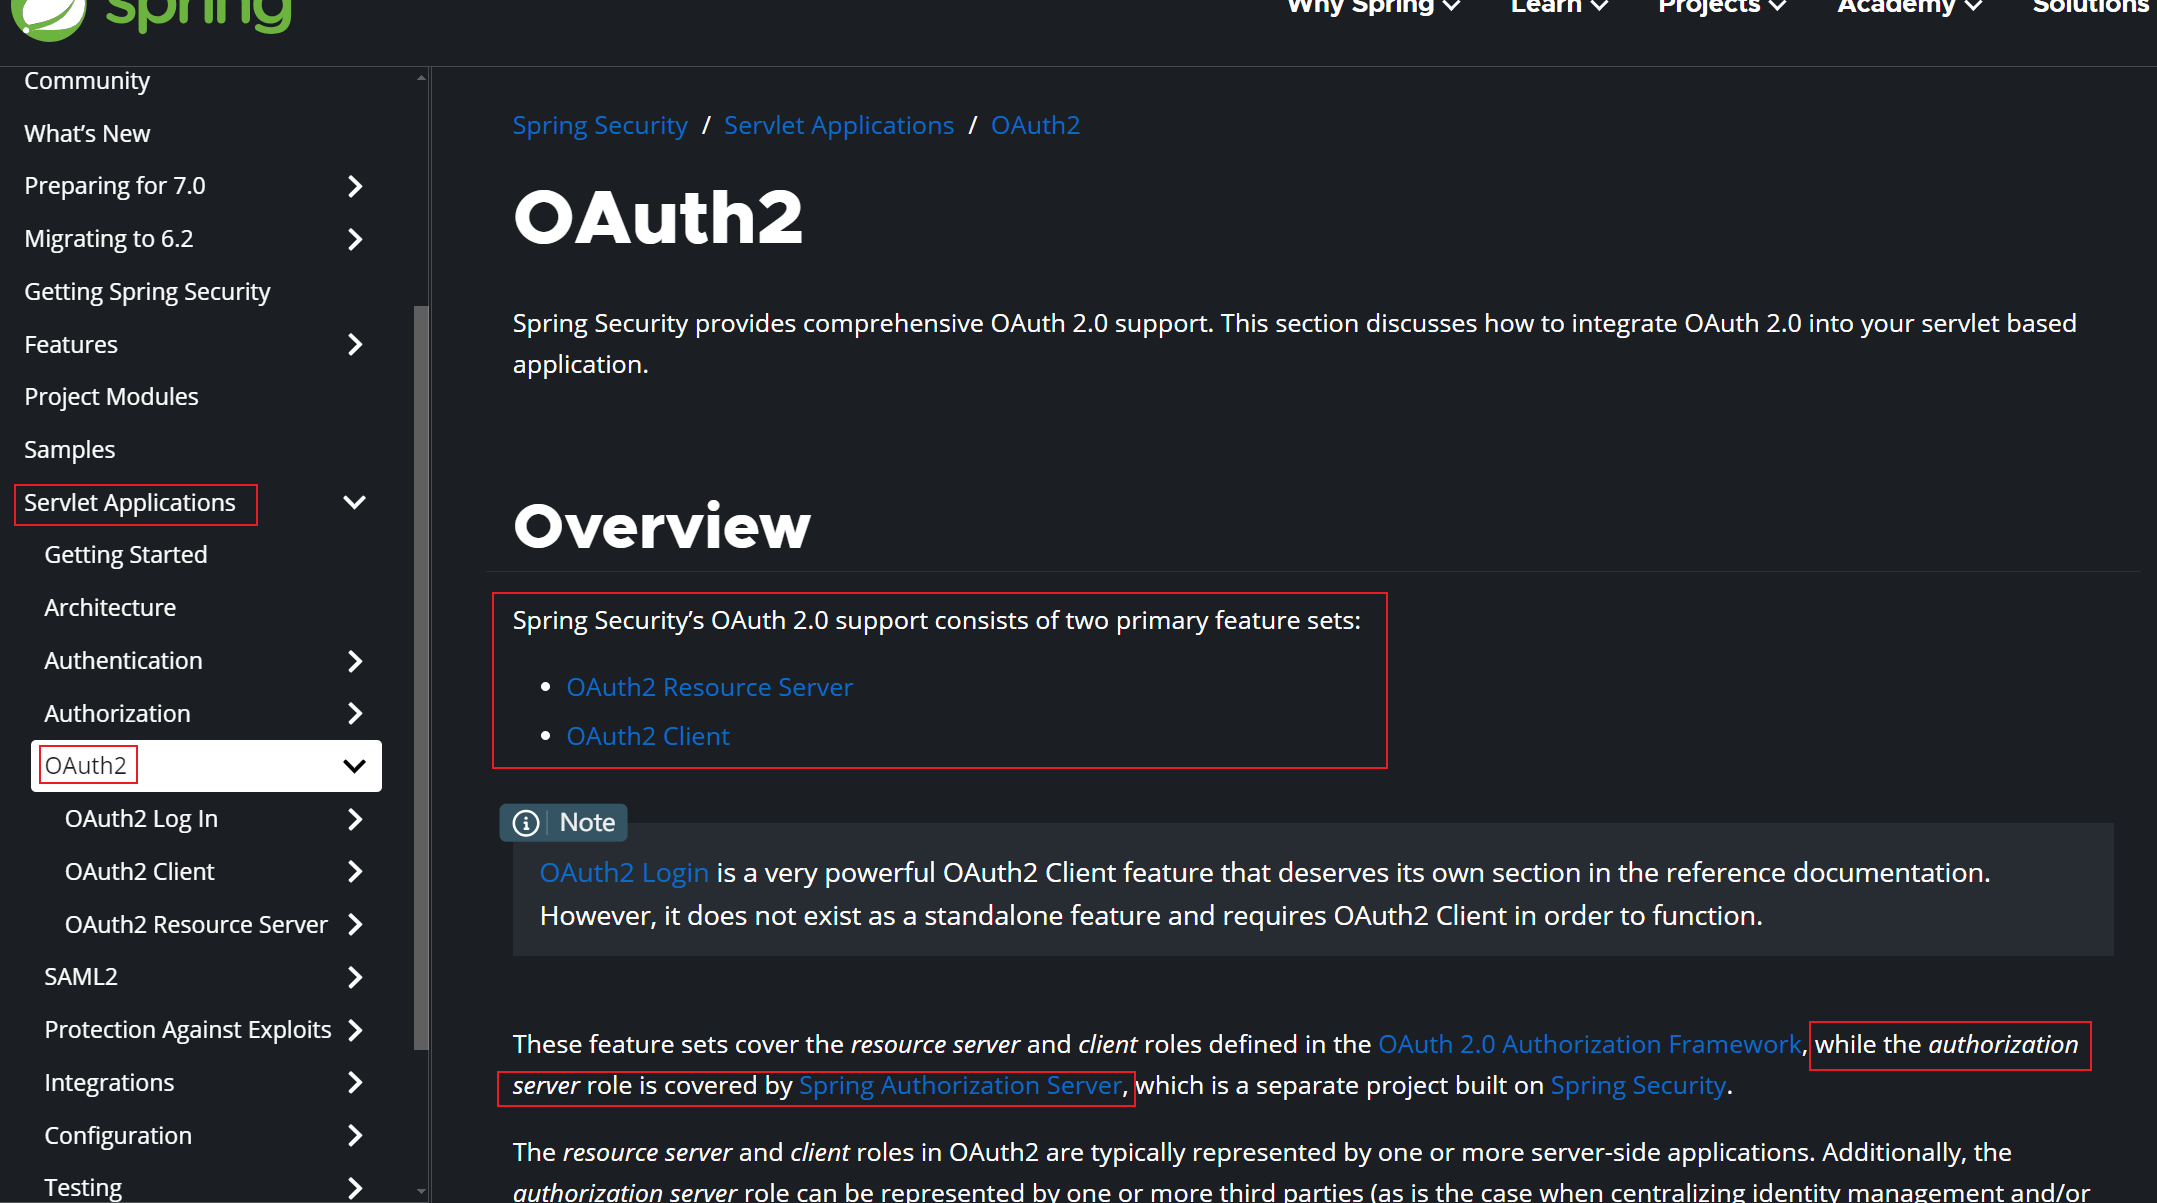 spring
Why Spring
Learn
Projects
Academy
Solutions
Community
What’s New
Preparing for 7.0
Migrating to 6.2
Getting Spring Security
Features
Project Modules
Samples
Servlet Applications
Getting Started
Architecture
Authentication
Authorization
OAuth2
OAuth2 Log In
OAuth2 Client
OAuth2 Resource Server
SAML2
Protection Against Exploits
Integrations
Configuration
Testing
Spring Security / Servlet Applications / OAuth2
OAuth2
Spring Security provides comprehensive OAuth 2.0 support. This section discusses how to integrate OAuth 2.0 into your servlet based
application.
Overview
Spring Security’s OAuth 2.0 support consists of two primary feature sets:
• OAuth2 Resource Server
• OAuth2 Client
Note
OAuth2 Login is a very powerful OAuth2 Client feature that deserves its own section in the reference documentation.
However, it does not exist as a standalone feature and requires OAuth2 Client in order to function.
These feature sets cover the resource server and client roles defined in the OAuth 2.0 Authorization Framework, while the authorization
server role is covered by Spring Authorization Server, which is a separate project built on Spring Security.
The resource server and client roles in OAuth2 are typically represented by one or more server-side applications. Additionally, the
authorization server role can be represented by one or more third parties (as is the case when centralizing identity management and/or